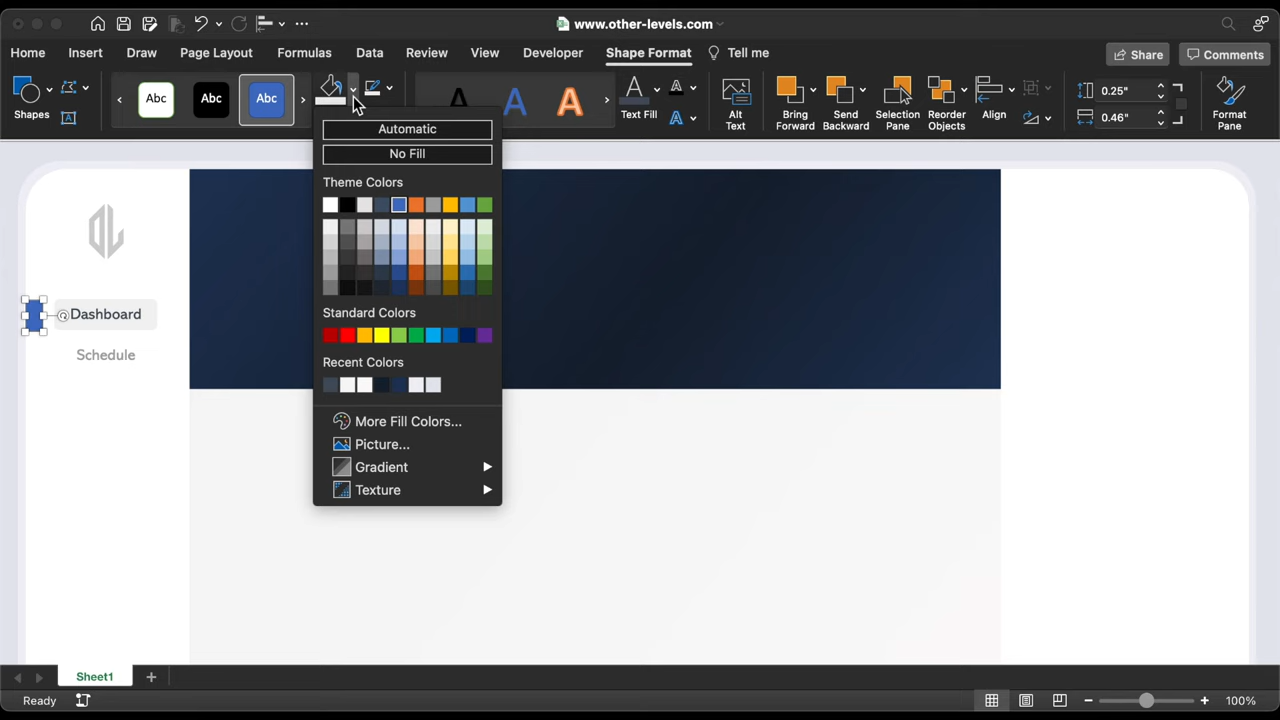 www.other-levels.com
Home Insert Draw Page Layout Formulas Data Review View Developer Shape Format Tell me Share Comments
Shapes Abc Abc Abc A A A A Text Fill A A Alt Text Bring Forward Send Backward Selection Pane Reorder Objects Align 0.25" 0.46" Format Pane
Automatic
No Fill
Theme Colors
Standard Colors
Recent Colors
More Fill Colors...
Picture...
Gradient
Texture
Dashboard
Schedule
Sheet1
Ready 100%